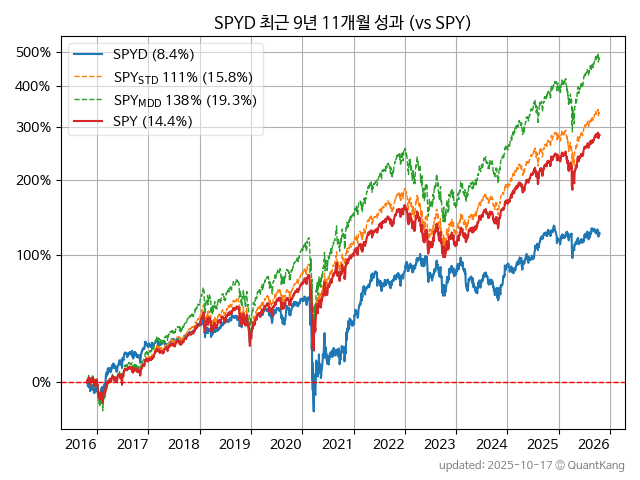 SPYD 최근 9년 11개월 성과 (vs SPY)
500%
400%
300%
200%
100%
0%
SPYD (8.4%)
SPY_STD 111% (15.8%)
SPY_MDD 138% (19.3%)
SPY (14.4%)
2016 2017 2018 2019 2020 2021 2022 2023 2024 2025 2026
updated: 2025-10-17 © QuantKang